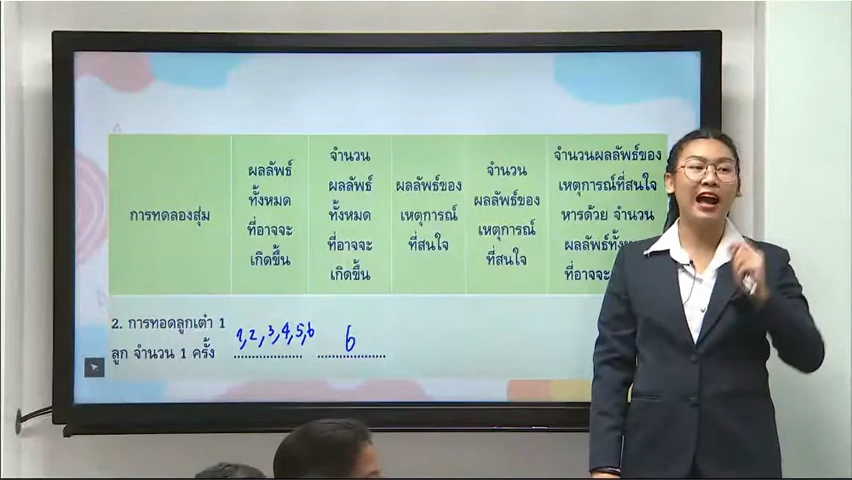 การทดลองสุ่ม
ผลลัพธ์
ทั้งหมด
ที่อาจจะ
เกิดขึ้น
จำนวน
ผลลัพธ์
ทั้งหมด
ที่อาจจะ
เกิดขึ้น
ผลลัพธ์ของ
เหตุการณ์
ที่สนใจ
จำนวน
ผลลัพธ์ของ
เหตุการณ์
ที่สนใจ
จำนวนผลลัพธ์ของ
เหตุการณ์ที่สนใจ
หารด้วย จำนวน
ผลลัพธ์ทั้ง
ที่อาจจะ
2. การทอดลูกเต๋า 1
ลูก จำนวน 1 ครั้ง 1,2,3,4,5,6 6